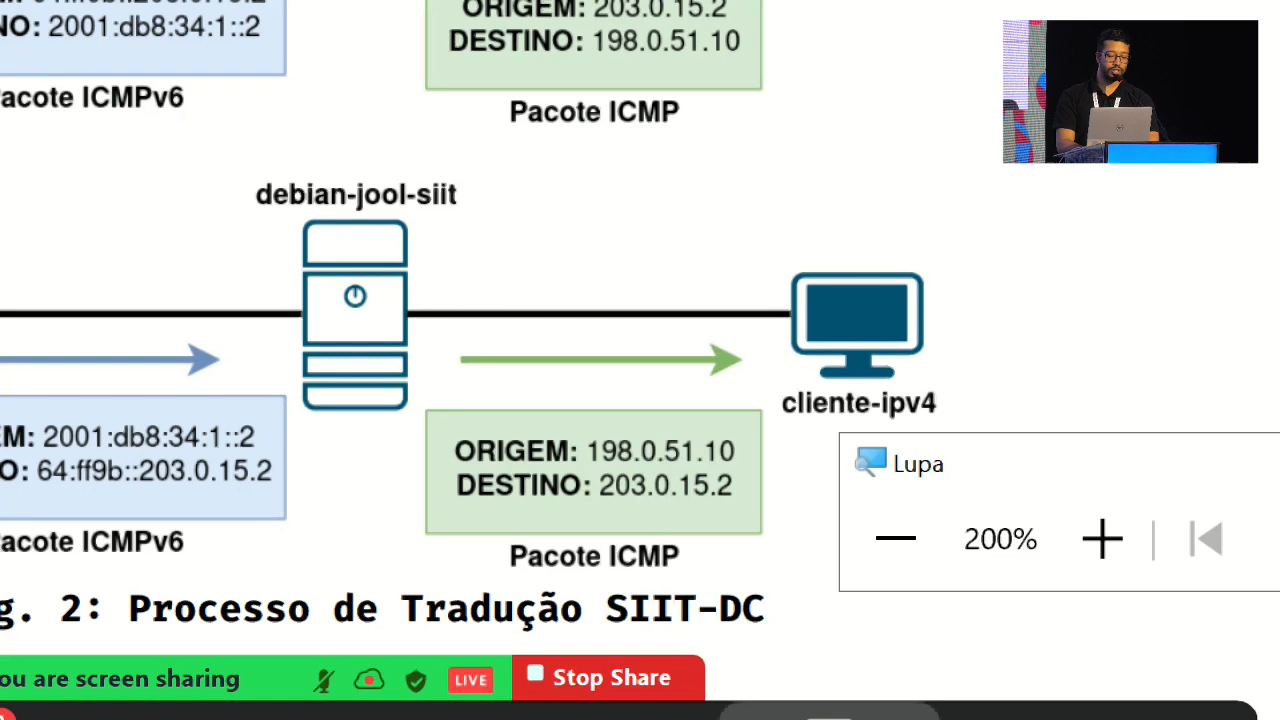 NO: 2001:db8:34:1::2
ORIGEM: 203.0.15.2
DESTINO: 198.0.51.10
Pacote ICMPv6
Pacote ICMP
debian-jool-siit
cliente-ipv4
EM: 2001:db8:34:1::2
O: 64:ff9b::203.0.15.2
ORIGEM: 198.0.51.10
DESTINO: 203.0.15.2
Pacote ICMPv6
Pacote ICMP
Lupa
200%
g. 2: Processo de Tradução SIIT-DC
ou are screen sharing
LIVE
Stop Share